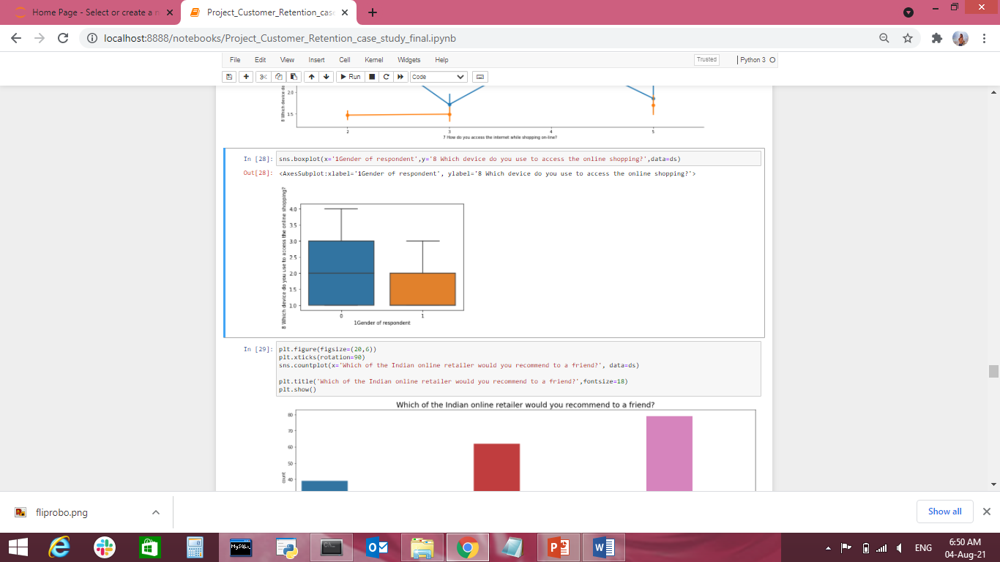 Home Page - Select or create a n
Project_Customer_Retention_case
localhost:8888/notebooks/Project_Customer_Retention_case_study_final.ipynb
File Edit View Insert Cell Kernel Widgets Help
Trusted
Python 3
Run
Code
8 Which device do
2.0
1.5
2 3 4 5
7 How do you access the internet while shopping on-line?
In [28]: sns.boxplot(x='1Gender of respondent',y='8 Which device do you use to access the online shopping?',data=ds)
Out[28]: <AxesSubplot:xlabel='1Gender of respondent', ylabel='8 Which device do you use to access the online shopping?'>
8 Which device do you use to access the online shopping?
4.0
3.5
3.0
2.5
2.0
1.5
1.0
0 1
1Gender of respondent
In [29]: plt.figure(figsize=(20,6))
plt.xticks(rotation=90)
sns.countplot(x='Which of the Indian online retailer would you recommend to a friend?', data=ds)
plt.title('Which of the Indian online retailer would you recommend to a friend?',fontsize=18)
plt.show()
Which of the Indian online retailer would you recommend to a friend?
80
70
60
50
40
count
fliprobo.png
Show all
MySQL
C:\_
ENG
6:50 AM
04-Aug-21